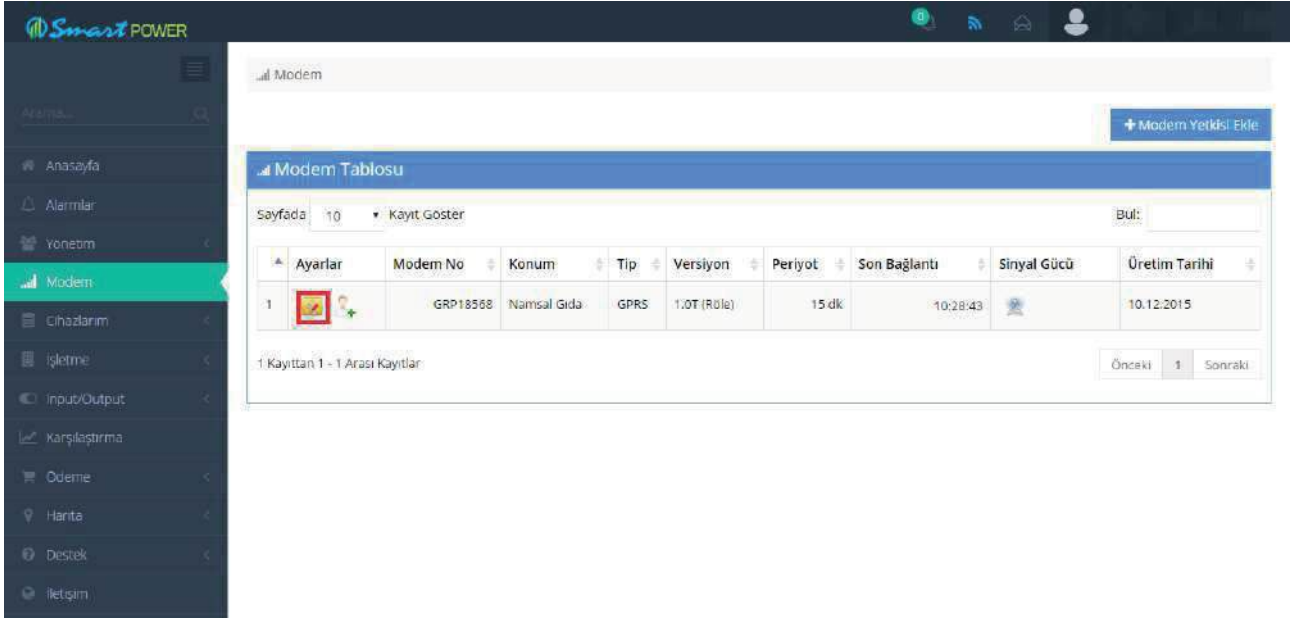 Smart POWER
0
Modem
Arama...
Anasayfa
Alarmlar
Yonetim
Modem
Cihazlarım
İşletme
Input/Output
Karşılaştırma
Ödeme
Harita
Destek
İletişim
+ Modem Yetkisi Ekle
Modem Tablosu
Sayfada 10 Kayıt Göster Bul:
Ayarlar Modem No Konum Tip Versiyon Periyot Son Bağlantı Sinyal Gücü Üretim Tarihi
1 GRP18568 Namsal Gıda GPRS 1.0T (Röle) 15 dk 10:28:43 10.12.2015
1 Kayıttan 1 - 1 Arası Kayıtlar
Önceki 1 Sonraki